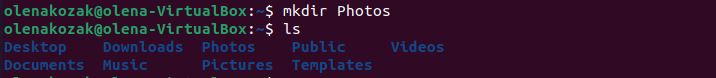 olenakozak@olena-VirtualBox:~$ mkdir Photos
olenakozak@olena-VirtualBox:~$ ls
Desktop Downloads Photos Public Videos
Documents Music Pictures Templates